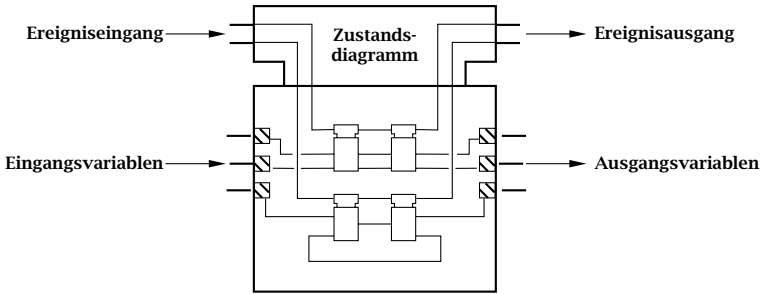 Ereigniseingang
Zustands-
diagramm
Ereignisausgang
Eingangsvariablen
Ausgangsvariablen